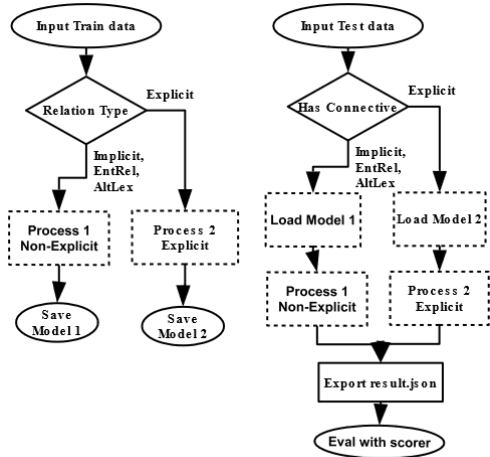 Input Train data
Relation Type
Explicit
Implicit,
EntRel,
AltLex
Process 1
Non-Explicit
Process 2
Explicit
Save
Model 1
Save
Model 2
Input Test data
Has Connective
Explicit
Implicit,
EntRel,
AltLex
Load Model 1
Load Model 2
Process 1
Non-Explicit
Process 2
Explicit
Export result.json
Eval with scorer